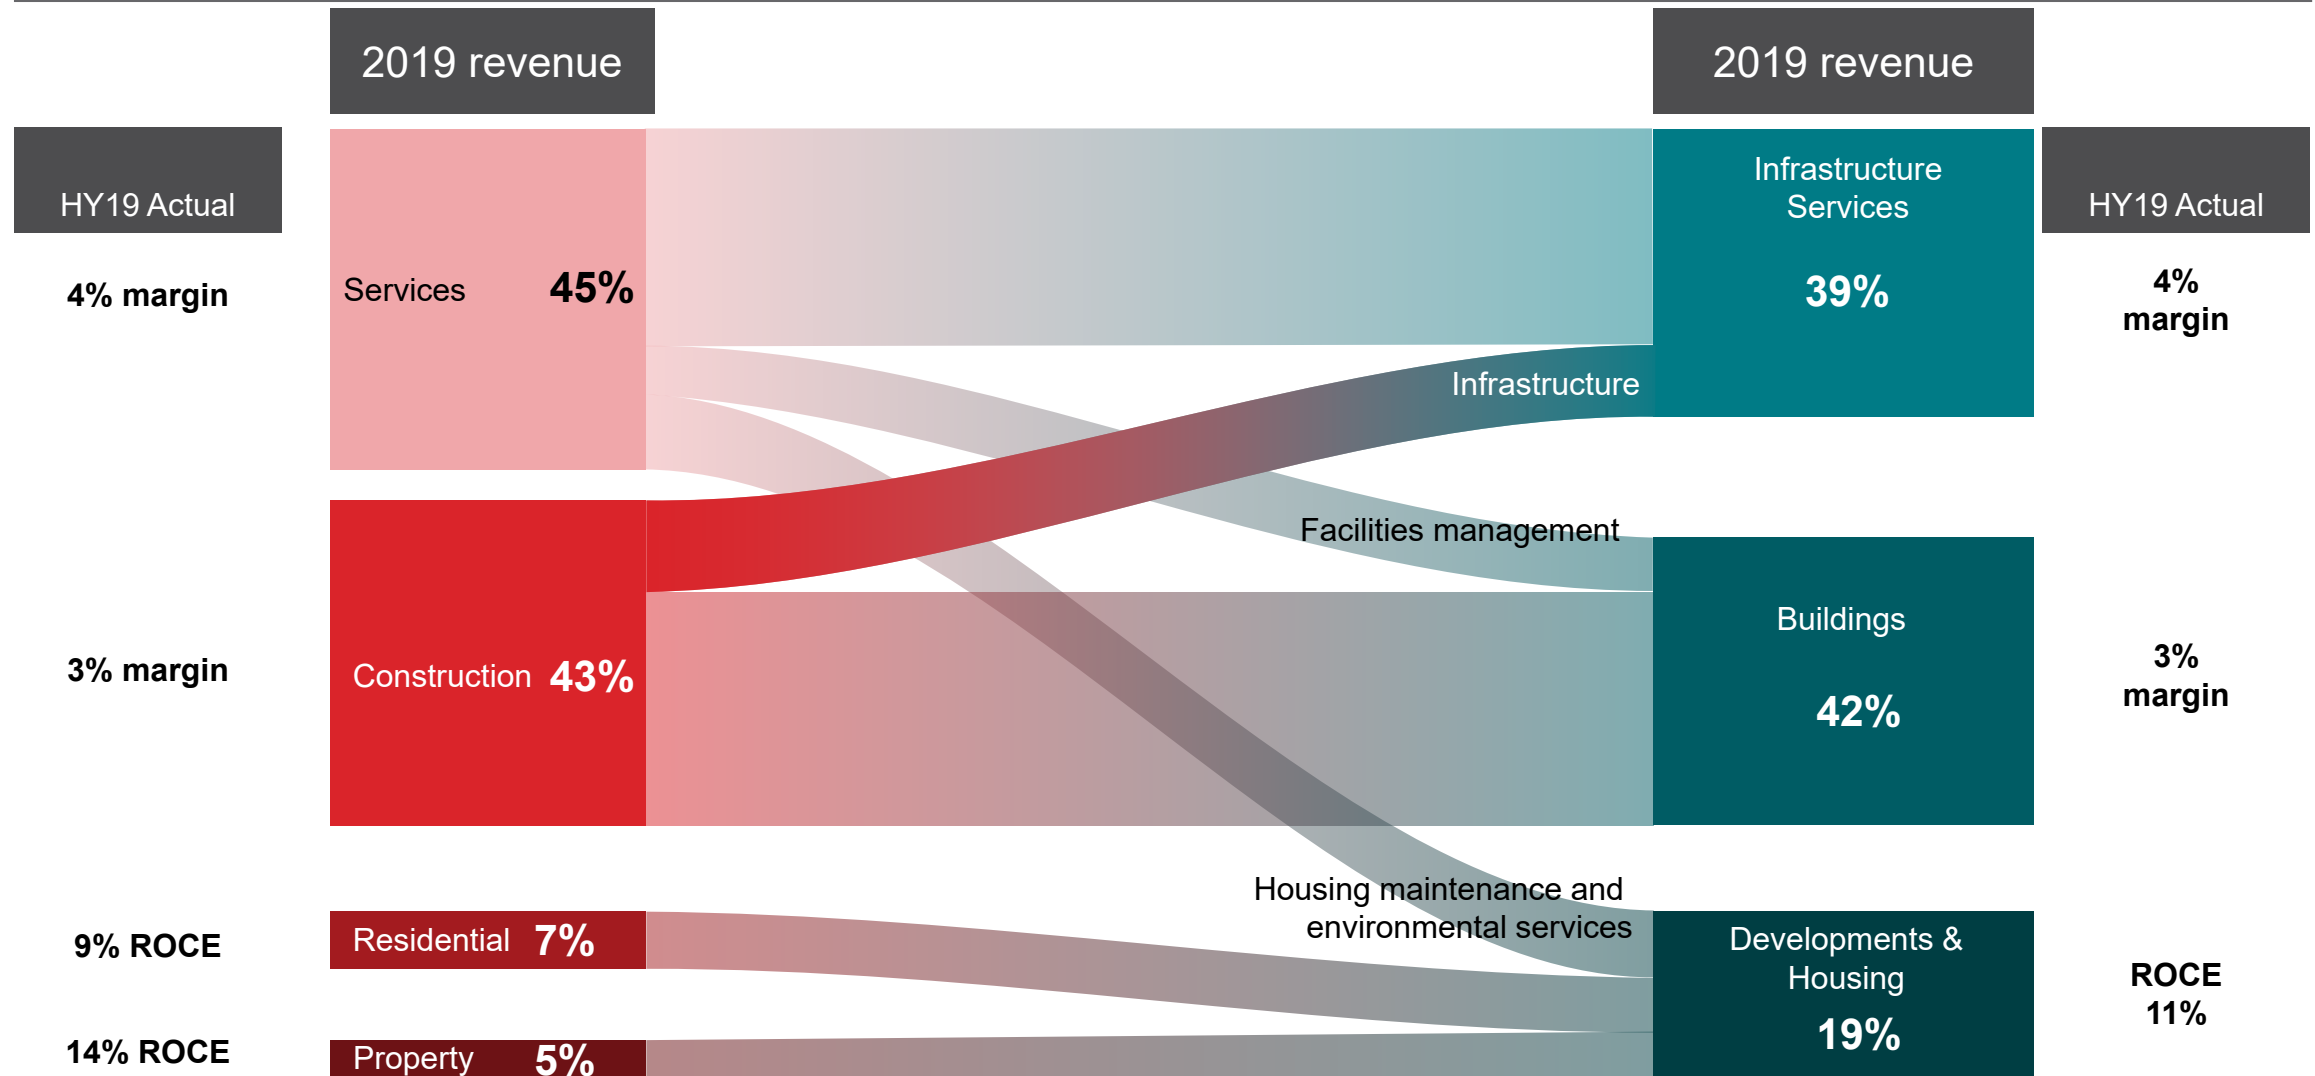 2019 revenue
2019 revenue
HY19 Actual
HY19 Actual
4% margin
Services 45%
Infrastructure
Services
39%
4%
margin
Infrastructure
Facilities management
3% margin
Construction 43%
Buildings
42%
3%
margin
Housing maintenance and
environmental services
9% ROCE
Residential 7%
Developments &
Housing
19%
ROCE
11%
14% ROCE
Property 5%